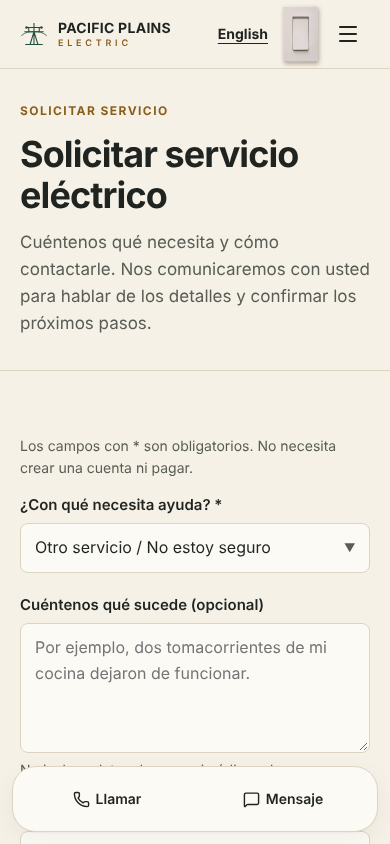 PACIFIC PLAINS
ELECTRIC
English
SOLICITAR SERVICIO
Solicitar servicio
eléctrico
Cuéntenos qué necesita y cómo
contactarle. Nos comunicaremos con usted
para hablar de los detalles y confirmar los
próximos pasos.
Los campos con * son obligatorios. No necesita
crear una cuenta ni pagar.
¿Con qué necesita ayuda? *
Otro servicio / No estoy seguro
Cuéntenos qué sucede (opcional)
Por ejemplo, dos tomacorrientes de mi
cocina dejaron de funcionar.
Llamar
Mensaje